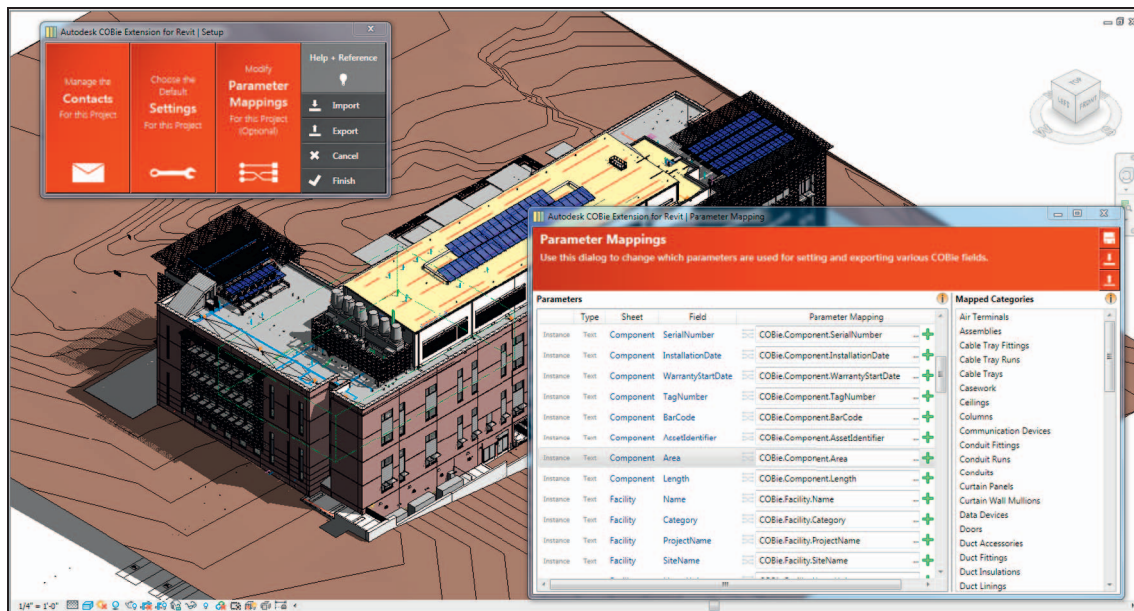 Autodesk COBie Extension for Revit | Setup
Manage the
Contacts
For this Project
Choose the
Default
Settings
For this Project
Modify
Parameter
Mappings
For this Project
(Optional)
Help + Reference
Import
Export
Cancel
Finish
TOP
LEFT
FRONT
Autodesk COBie Extension for Revit | Parameter Mapping
Parameter Mappings
Use this dialog to change which parameters are used for setting and exporting various COBie fields.
Parameters
Type Sheet Field Parameter Mapping
Instance Text Component SerialNumber COBie.Component.SerialNumber ...
Instance Text Component InstallationDate COBie.Component.InstallationDate ...
Instance Text Component WarrantyStartDate COBie.Component.WarrantyStartDate ...
Instance Text Component TagNumber COBie.Component.TagNumber ...
Instance Text Component BarCode COBie.Component.BarCode ...
Instance Text Component AssetIdentifier COBie.Component.AssetIdentifier ...
Instance Text Component Area COBie.Component.Area ...
Instance Text Component Length COBie.Component.Length ...
Instance Text Facility Name COBie.Facility.Name ...
Instance Text Facility Category COBie.Facility.Category ...
Instance Text Facility ProjectName COBie.Facility.ProjectName ...
Instance Text Facility SiteName COBie.Facility.SiteName ...
Mapped Categories
Air Terminals
Assemblies
Cable Tray Fittings
Cable Tray Runs
Cable Trays
Casework
Ceilings
Columns
Communication Devices
Conduit Fittings
Conduit Runs
Conduits
Curtain Panels
Curtain Wall Mullions
Data Devices
Doors
Duct Accessories
Duct Fittings
Duct Insulations
Duct Linings
1/4" = 1'-0"